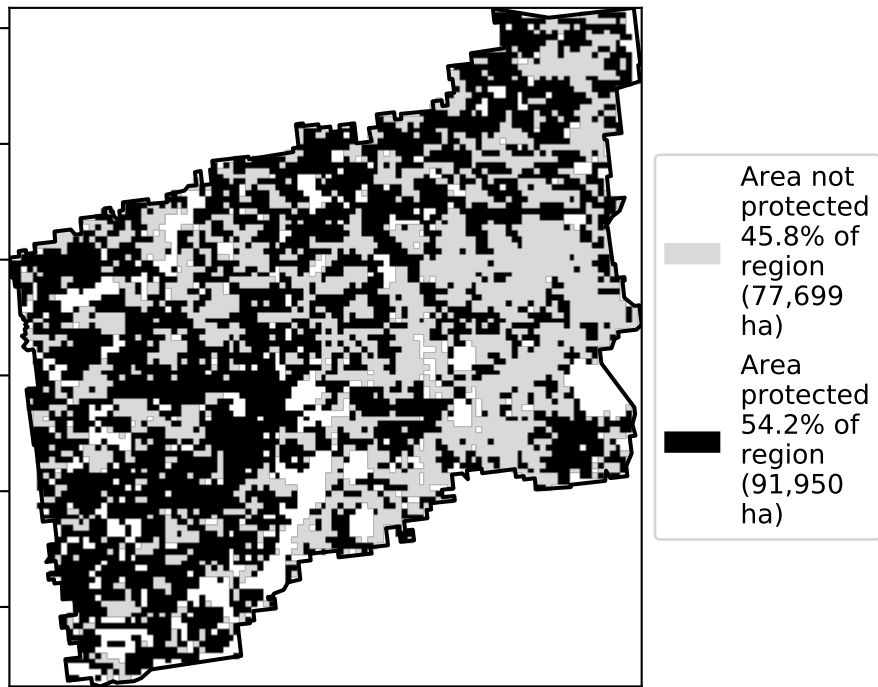 Area not
protected
45.8% of
region
(77,699
ha)
Area
protected
54.2% of
region
(91,950
ha)